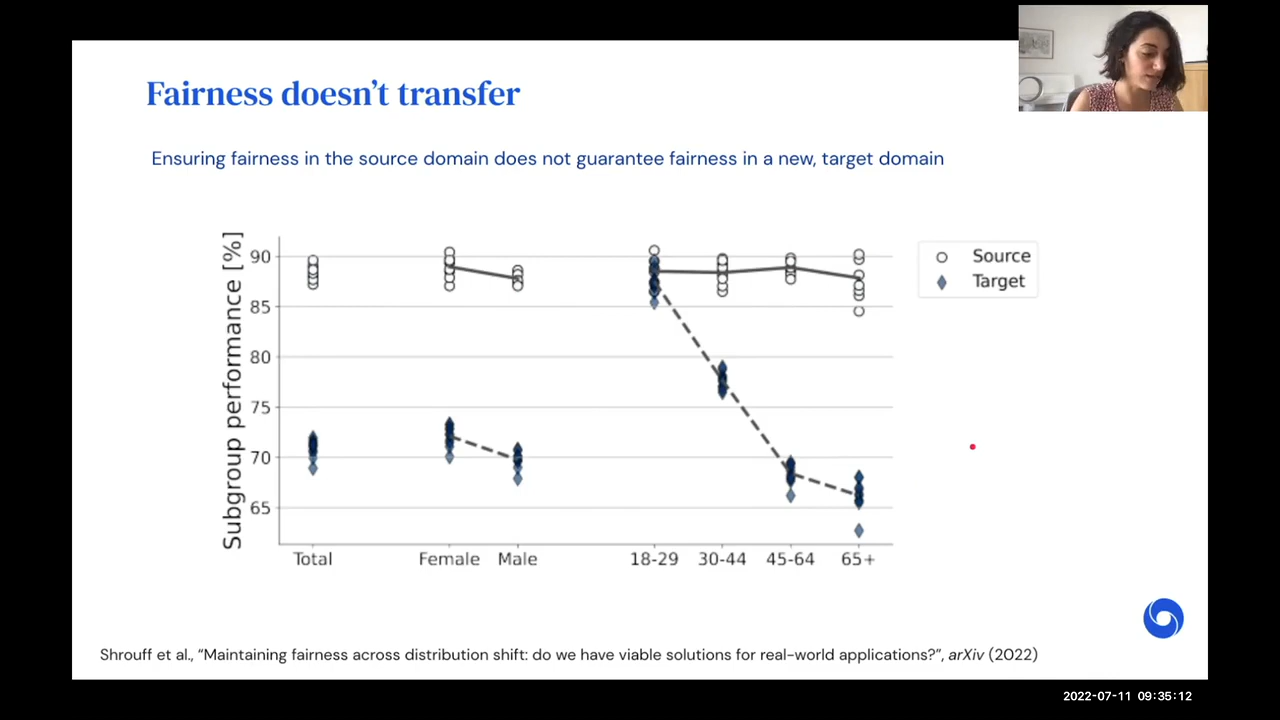 Fairness doesn't transfer
Ensuring fairness in the source domain does not guarantee fairness in a new, target domain
Subgroup performance [%]
90
85
80
75
70
65
Total
Female
Male
18-29
30-44
45-64
65+
Source
Target
Shrouff et al., “Maintaining fairness across distribution shift: do we have viable solutions for real-world applications?”, arXiv (2022)
2022-07-11 09:35:12